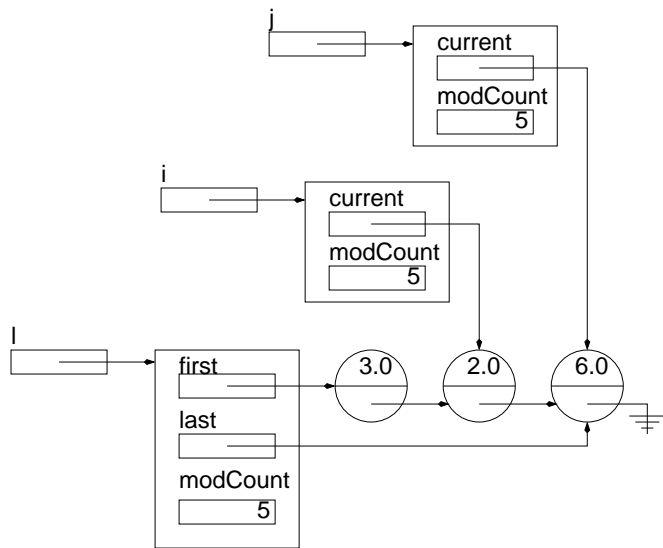 j
current
modCount
5
i
current
modCount
5
l
first
3.0 2.0 6.0
last
modCount
5